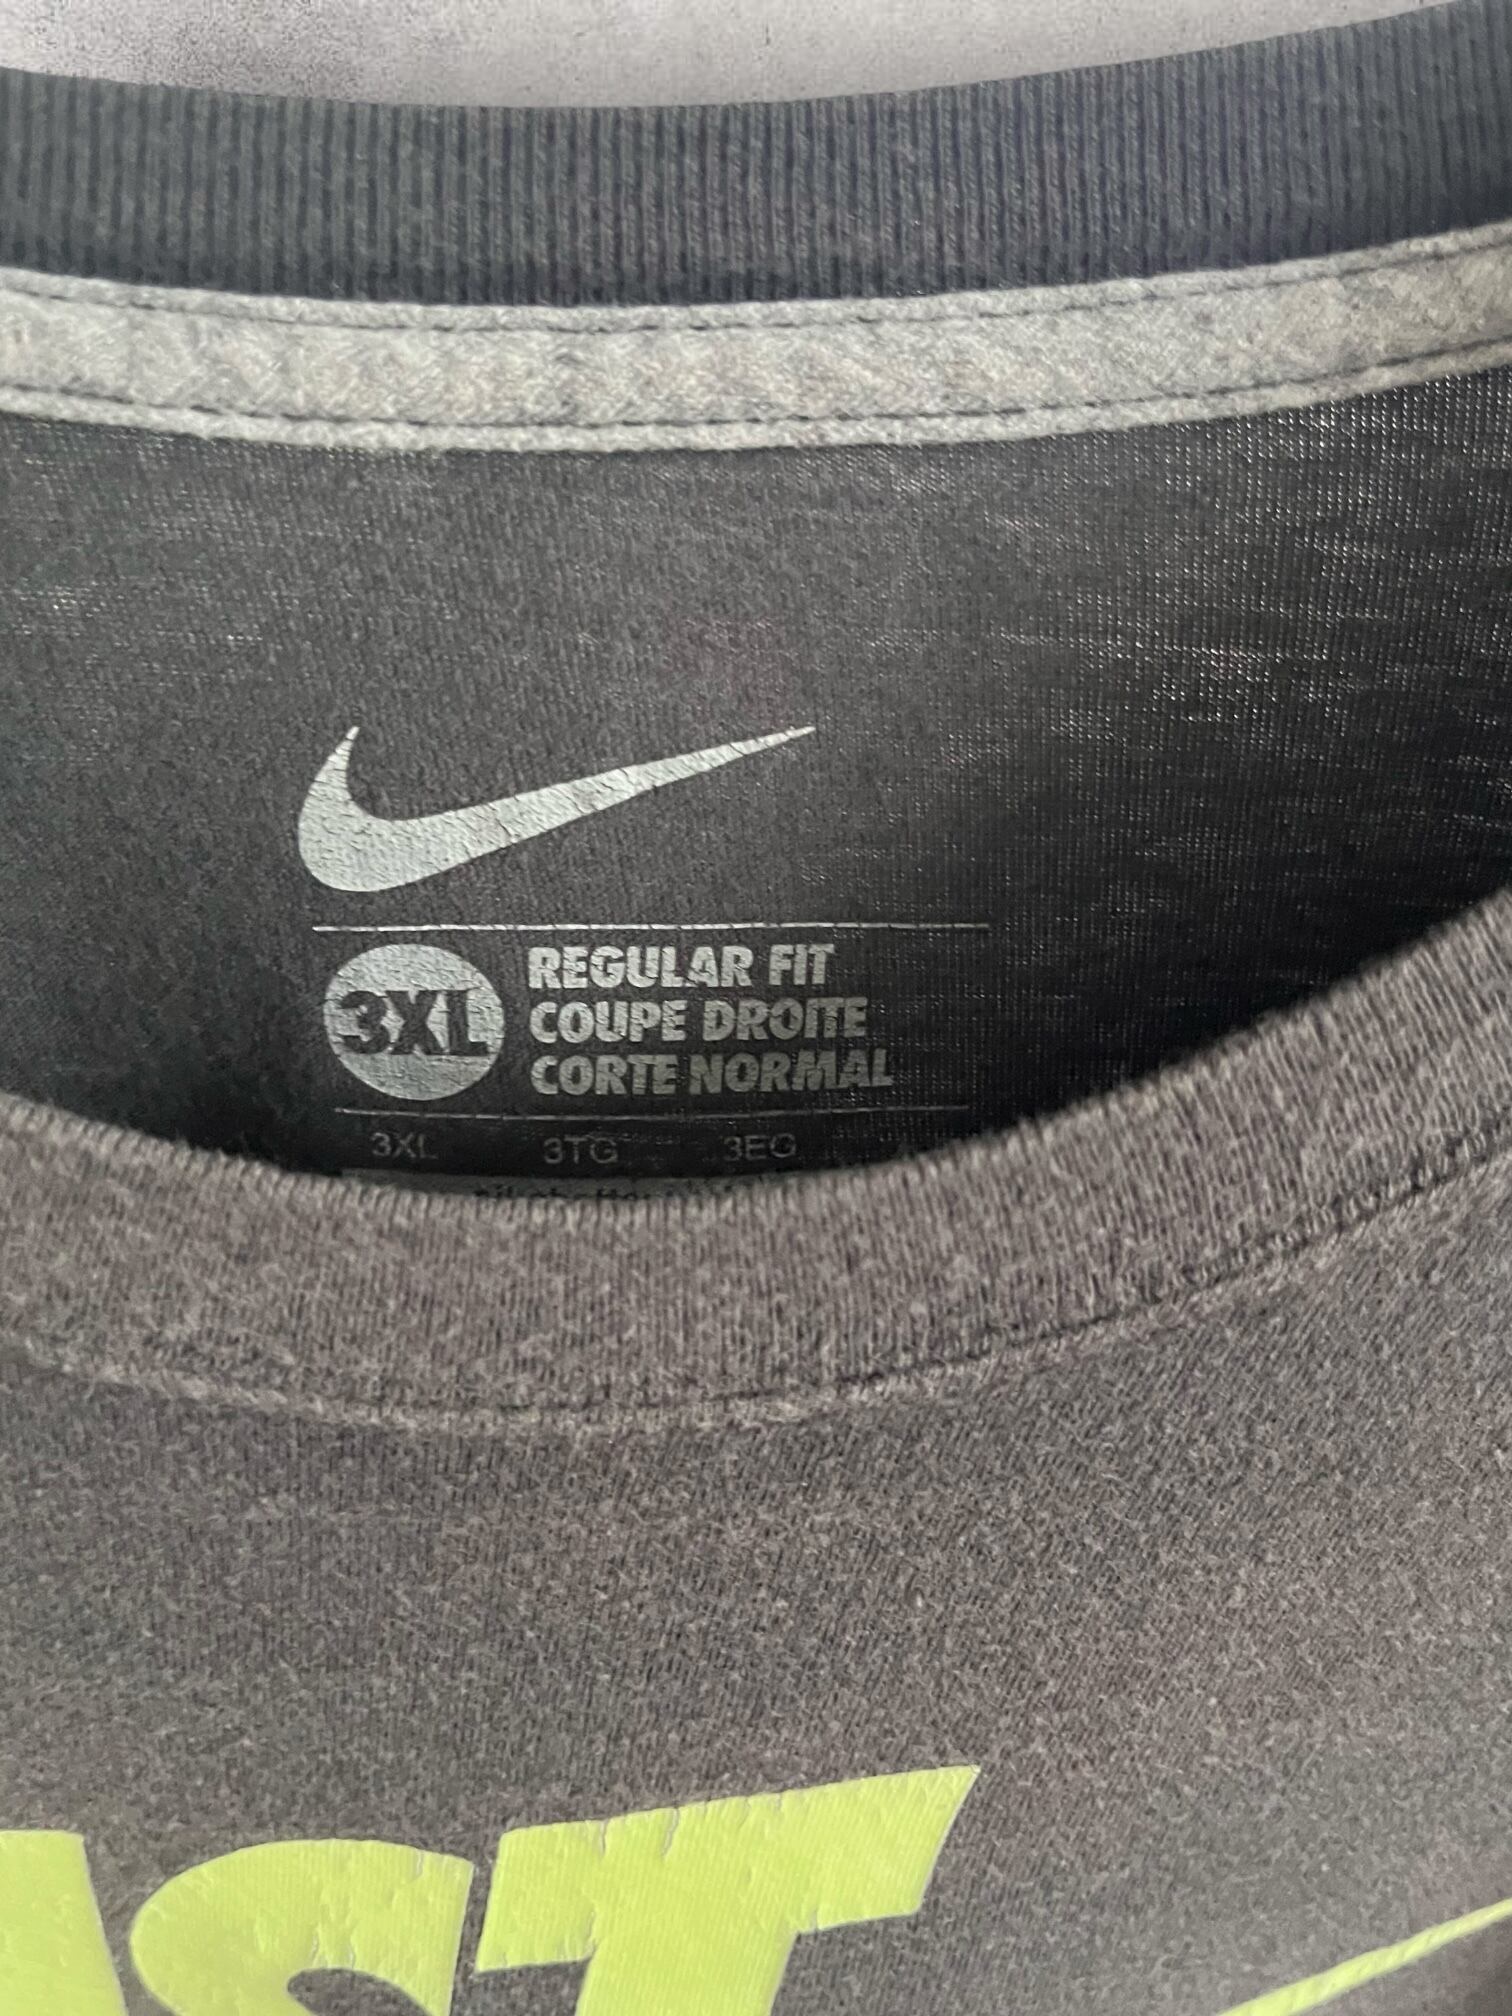 3XL
REGULAR FIT
COUPE DROITE
CORTE NORMAL
3XL 3TG 3EG